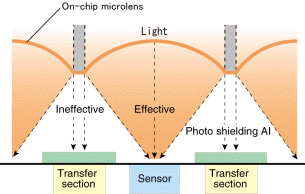 On-chip microlens
Light
Ineffective
Effective
Photo shielding Al
Transfer
section
Sensor
Transfer
section